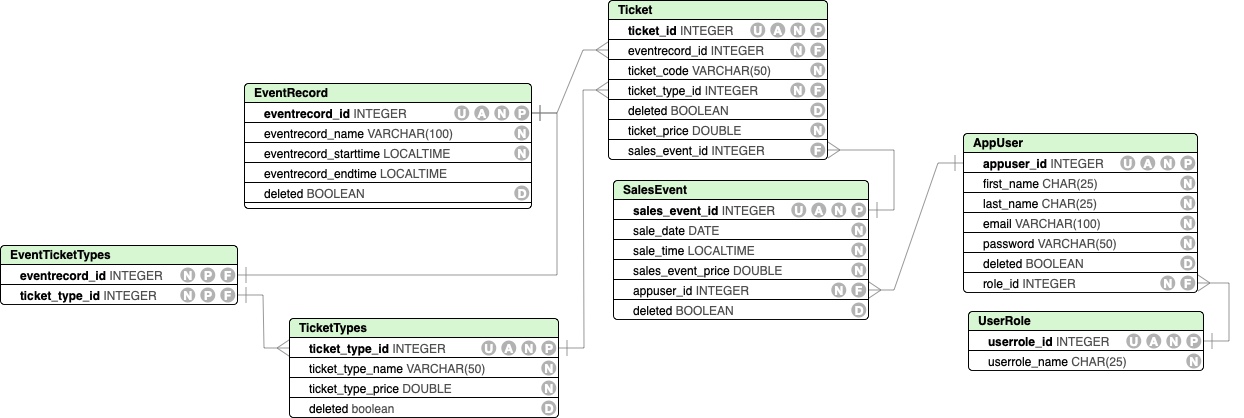 Ticket
ticket_id INTEGER U A N P
eventrecord_id INTEGER N F
ticket_code VARCHAR(50) N
ticket_type_id INTEGER N F
deleted BOOLEAN D
ticket_price DOUBLE N
sales_event_id INTEGER F
EventRecord
eventrecord_id INTEGER U A N P
eventrecord_name VARCHAR(100) N
eventrecord_starttime LOCALTIME N
eventrecord_endtime LOCALTIME
deleted BOOLEAN D
AppUser
appuser_id INTEGER U A N P
first_name CHAR(25) N
last_name CHAR(25) N
email VARCHAR(100) N
password VARCHAR(50) N
deleted BOOLEAN D
role_id INTEGER N F
SalesEvent
sales_event_id INTEGER U A N P
sale_date DATE N
sale_time LOCALTIME N
sales_event_price DOUBLE N
appuser_id INTEGER N F
deleted BOOLEAN D
EventTicketTypes
eventrecord_id INTEGER N P F
ticket_type_id INTEGER N P F
TicketTypes
ticket_type_id INTEGER U A N P
ticket_type_name VARCHAR(50) N
ticket_type_price DOUBLE N
deleted boolean D
UserRole
userrole_id INTEGER U A N P
userrole_name CHAR(25) N